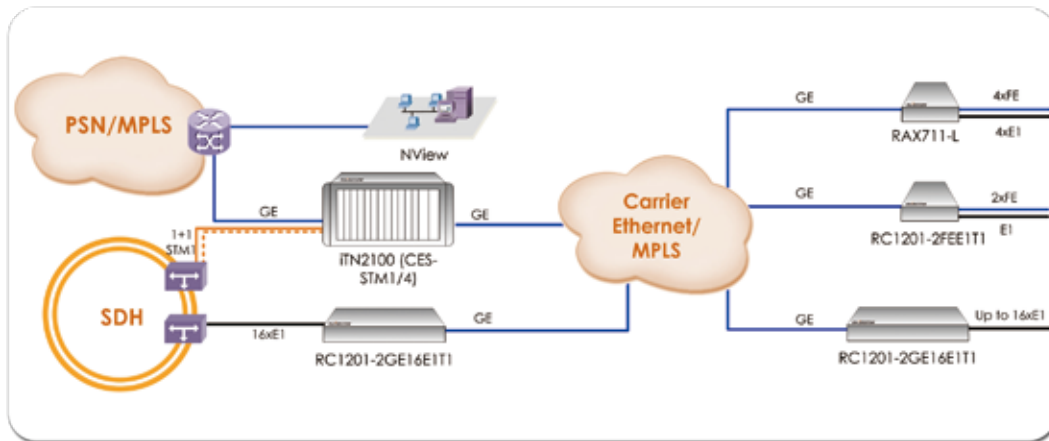 PSN/MPLS
NView
GE
1+1
STM1
iTN2100 (CES-
STM1/4)
GE
SDH
16xE1
RC1201-2GE16E1T1
GE
Carrier
Ethernet/
MPLS
GE
RAX711-L
4xFE
4xE1
GE
RC1201-2FEE1T1
2xFE
E1
GE
RC1201-2GE16E1T1
Up to 16xE1